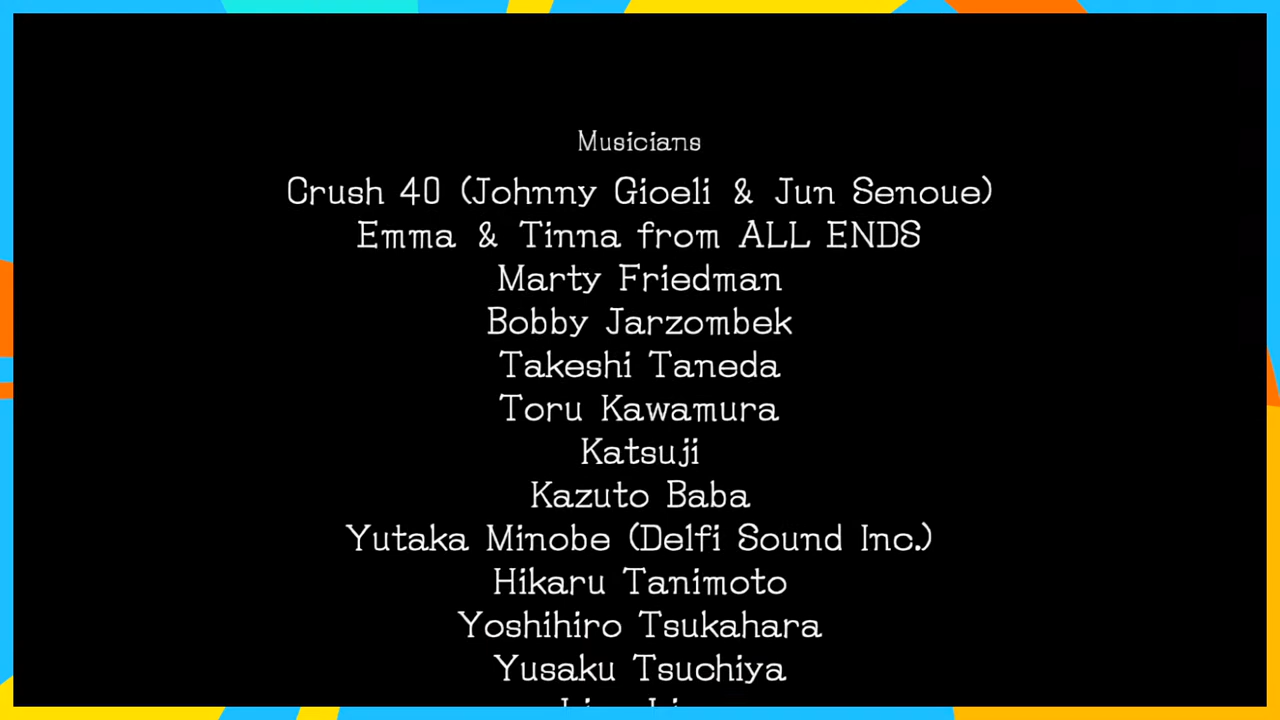 Musicians
Crush 40 (Johnny Gioeli & Jun Senoue)
Emma & Tinna from ALL ENDS
Marty Friedman
Bobby Jarzombek
Takeshi Taneda
Toru Kawamura
Katsuji
Kazuto Baba
Yutaka Minobe (Delfi Sound Inc.)
Hikaru Tanimoto
Yoshihiro Tsukahara
Yusaku Tsuchiya